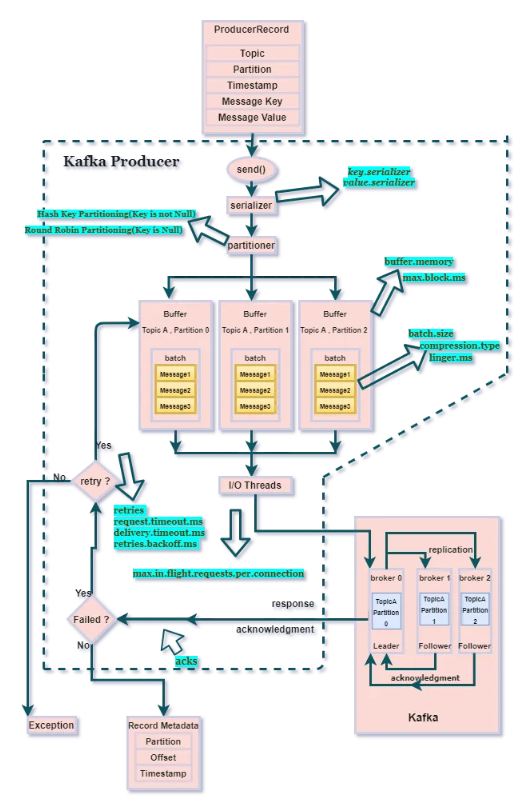 ProducerRecord
Topic
Partition
Timestamp
Message Key
Message Value
Kafka Producer
send()
key.serializer
value.serializer
serializer
Hash Key Partitioning(Key is not Null)
Round Robin Partitioning(Key is Null)
partitioner
buffer.memory
max.block.ms
Buffer
Topic A , Partition 0
batch
Message1
Message2
Message3
Buffer
Topic A , Partition 1
batch
Message1
Message2
Message3
Buffer
Topic A , Partition 2
batch
Message1
Message2
Message3
batch.size
compression.type
linger.ms
Yes
No
retry ?
I/O Threads
retries
request.timeout.ms
delivery.timeout.ms
retries.backoff.ms
max.in.flight.requests.per.connection
replication
broker 0
broker 1
broker 2
TopicA
Partition
0
TopicA
Partition
1
TopicA
Partition
2
Leader
Follower
Follower
acknowledgment
Kafka
Yes
response
Failed ?
acknowledgment
No
acks
Exception
Record Metadata
Partition
Offset
Timestamp